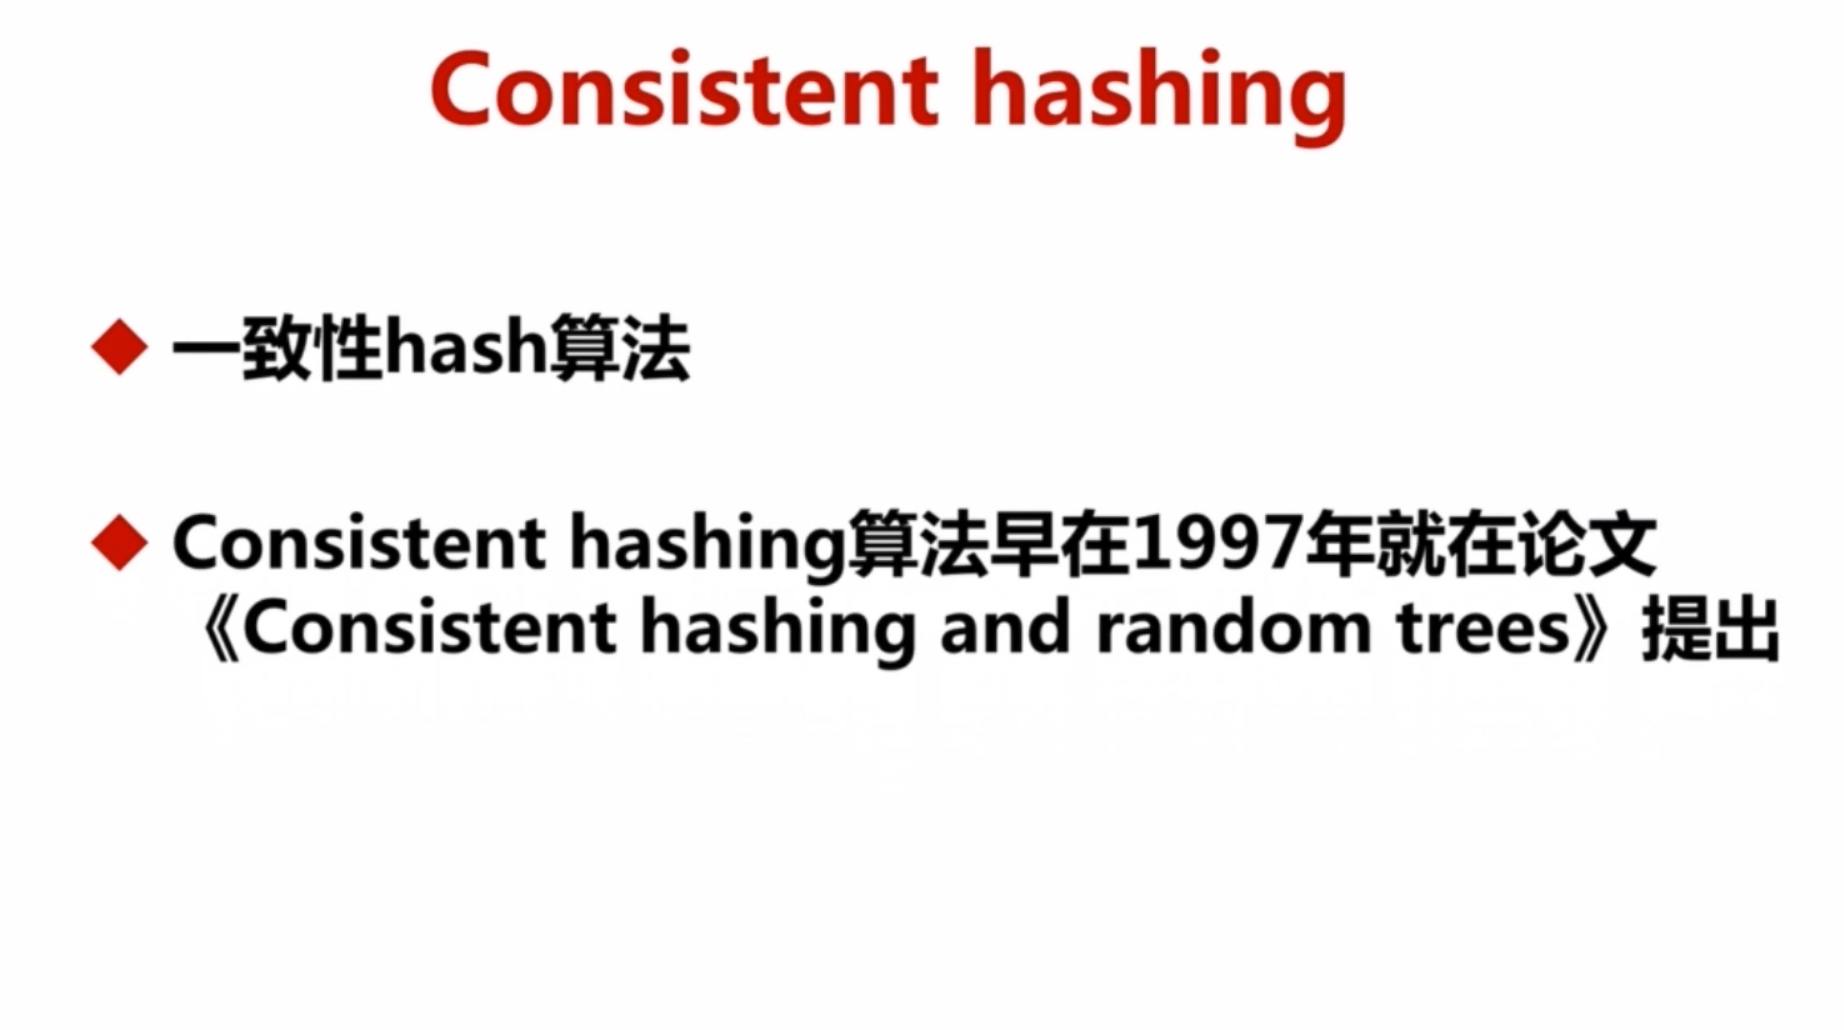 Consistent hashing
一致性hash算法
Consistent hashing算法早在1997年就在论文
《Consistent hashing and random trees》提出